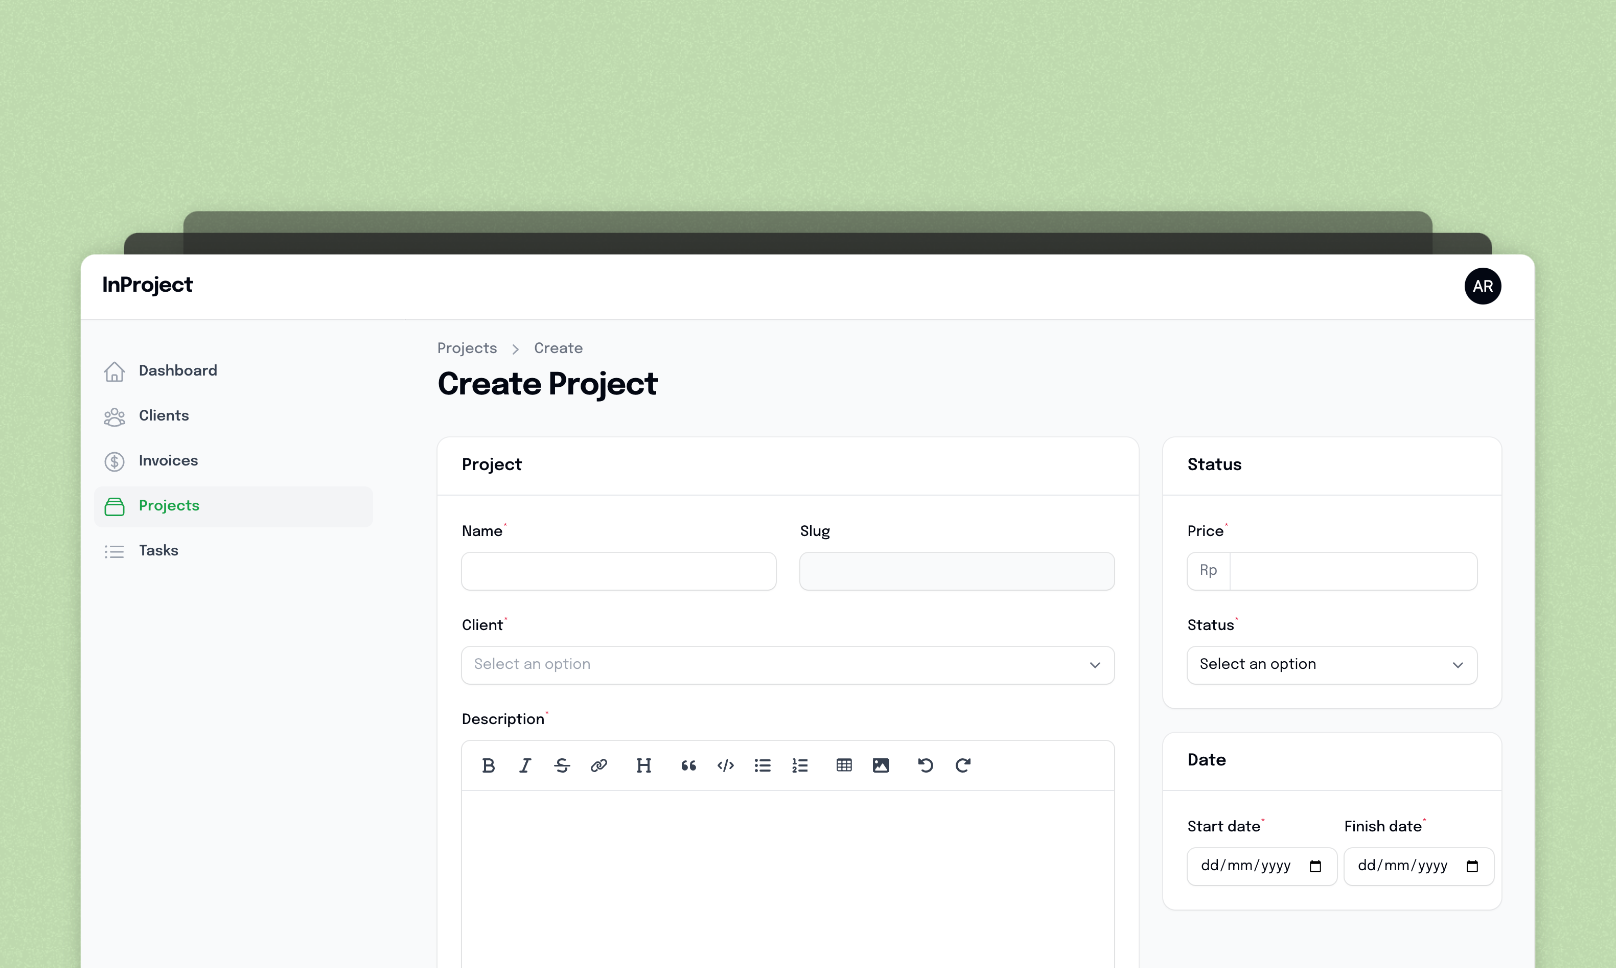 InProject
AR
Dashboard
Clients
Invoices
Projects
Tasks
Projects > Create
Create Project
Project
Name*
Slug
Client*
Select an option
Description*
Status
Price*
Rp
Status*
Select an option
Date
Start date*
Finish date*
dd/mm/yyyy
dd/mm/yyyy